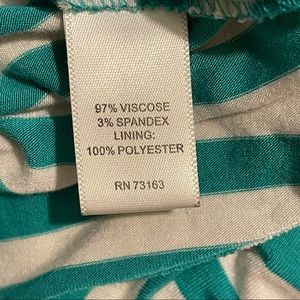 97% VISCOSE
3% SPANDEX
LINING:
100% POLYESTER
RN 73163